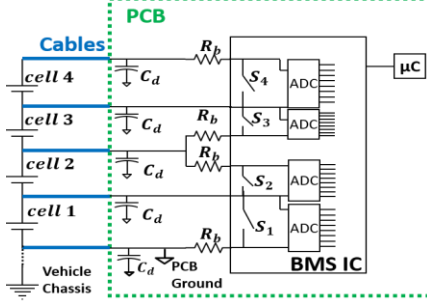 PCB
Cables
R_b
cell 4
C_d
S_4
ADC
μC
cell 3
C_d
R_b
S_3
ADC
cell 2
C_d
R_b
S_2
ADC
cell 1
C_d
R_b
S_1
ADC
C_d
BMS IC
Vehicle
Chassis
PCB
Ground